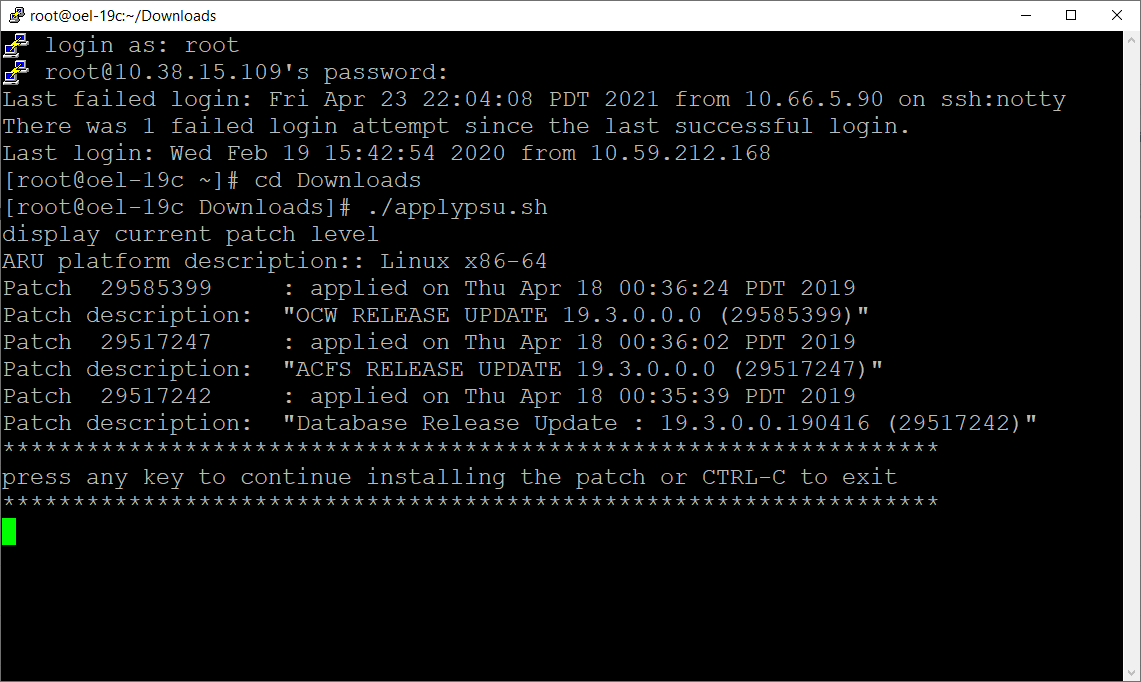 root@oel-19c:~/Downloads
login as: root
root@10.38.15.109's password:
Last failed login: Fri Apr 23 22:04:08 PDT 2021 from 10.66.5.90 on ssh:notty
There was 1 failed login attempt since the last successful login.
Last login: Wed Feb 19 15:42:54 2020 from 10.59.212.168
[root@oel-19c ~]# cd Downloads
[root@oel-19c Downloads]# ./applypsu.sh
display current patch level
ARU platform description:: Linux x86-64
Patch  29585399     : applied on Thu Apr 18 00:36:24 PDT 2019
Patch description:  "OCW RELEASE UPDATE 19.3.0.0.0 (29585399)"
Patch  29517247     : applied on Thu Apr 18 00:36:02 PDT 2019
Patch description:  "ACFS RELEASE UPDATE 19.3.0.0.0 (29517247)"
Patch  29517242     : applied on Thu Apr 18 00:35:39 PDT 2019
Patch description:  "Database Release Update : 19.3.0.0.190416 (29517242)"
*******************************************************************
press any key to continue installing the patch or CTRL-C to exit
*******************************************************************